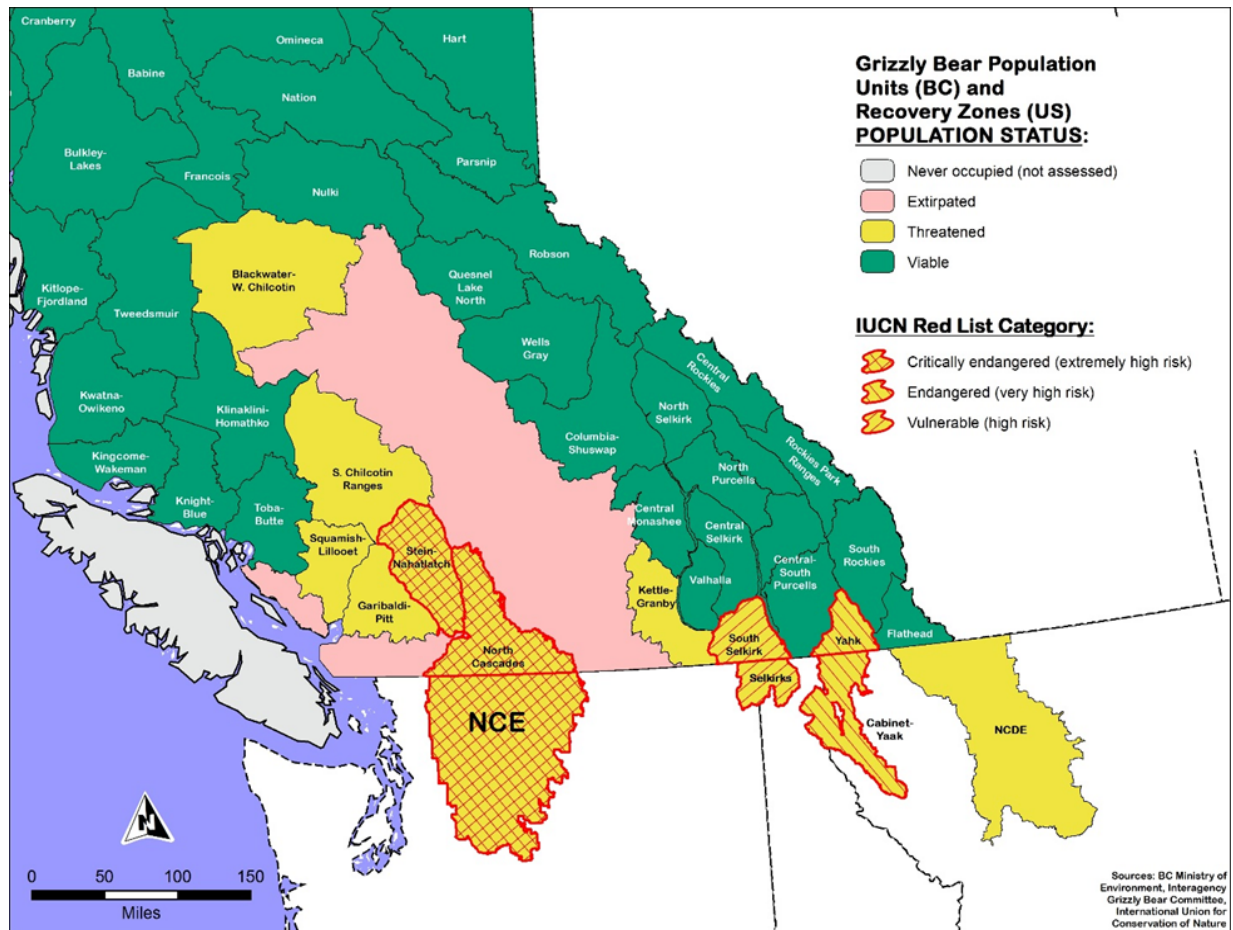 Cranberry
Omineca
Hart
Babine
Nation
Bulkley-
Lakes
Francois
Parsnip
Nulki
Robson
Blackwater-
W. Chilcotin
Quesnel
Lake
North
Kitlope-
Fjordland
Tweedsmuir
Wells
Gray
Central
Rockies
Kwatna-
Owikeno
Klinaklini-
Homathko
North
Selkirk
Columbia-
Shuswap
Rockies Park
Ranges
Kingcome-
Wakeman
S. Chilcotin
Ranges
North
Purcells
Knight-
Blue
Toba-
Butte
Central
Monashee
Central
Selkirk
Squamish-
Lillooet
Stein-
Nahatlatch
South
Rockies
Central-
South
Purcells
Valhalla
Kettle-
Granby
Garibaldi-
Pitt
South
Selkirk
Yahk
Flathead
North
Cascades
Selkirks
NCE
Cabinet-
Yaak
NCDE
Grizzly Bear Population
Units (BC) and
Recovery Zones (US)
POPULATION STATUS:
Never occupied (not assessed)
Extirpated
Threatened
Viable
IUCN Red List Category:
Critically endangered (extremely high risk)
Endangered (very high risk)
Vulnerable (high risk)
N
0 50 100 150
Miles
Sources: BC Ministry of
Environment, Interagency
Grizzly Bear Committee,
International Union for
Conservation of Nature